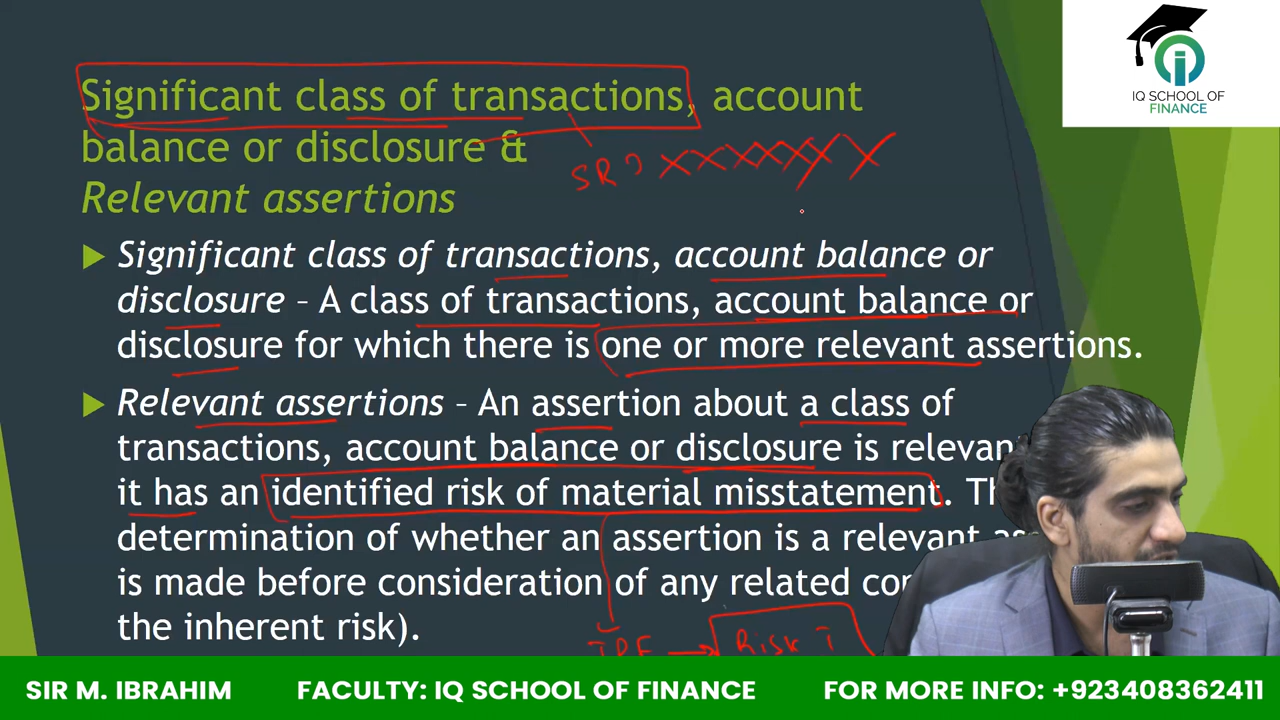 IQ SCHOOL OF
FINANCE
Significant class of transactions, account
balance or disclosure &
Relevant assertions
SR
Significant class of transactions, account balance or
disclosure – A class of transactions, account balance or
disclosure for which there is one or more relevant assertions.
Relevant assertions – An assertion about a class of
transactions, account balance or disclosure is relevan
it has an identified risk of material misstatement. Th
determination of whether an assertion is a relevant as
is made before consideration of any related con
the inherent risk).
Risk
SIR M. IBRAHIM FACULTY: IQ SCHOOL OF FINANCE FOR MORE INFO: +923408362411